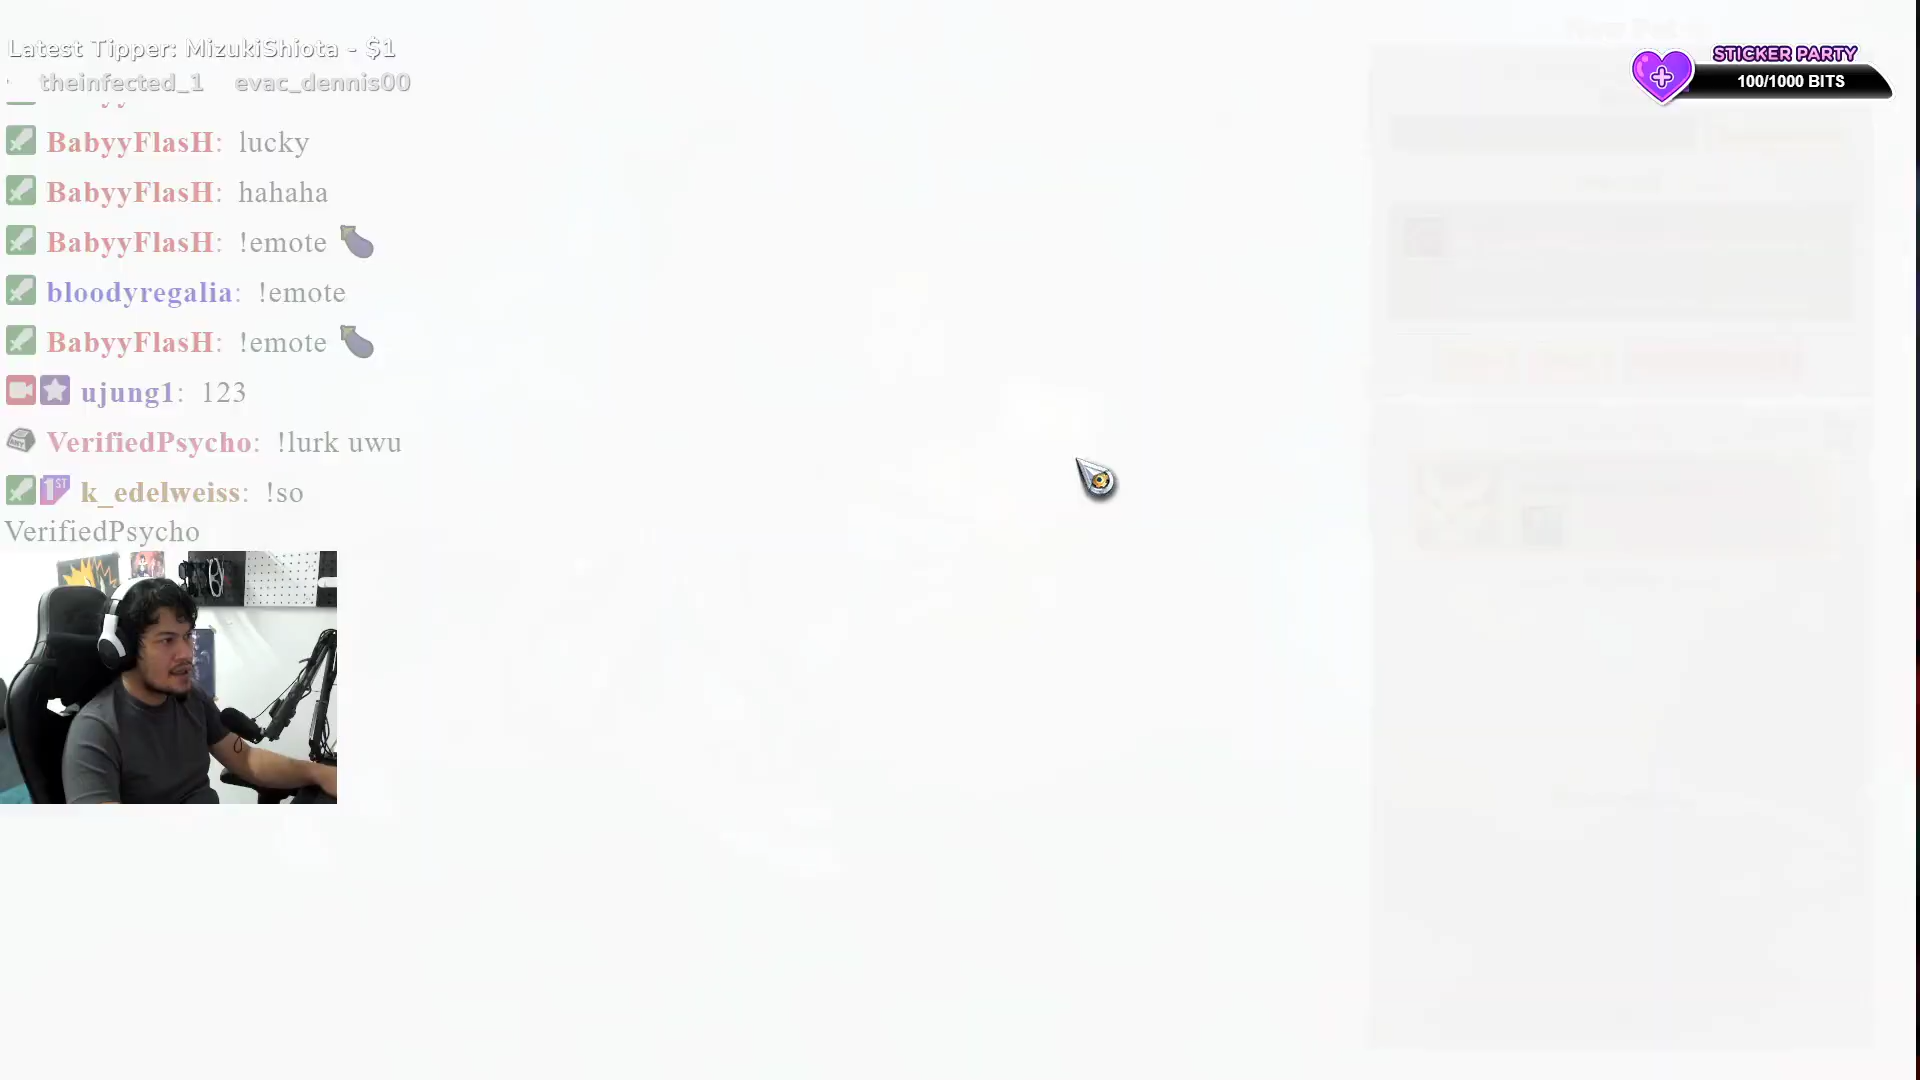 Latest Tipper: MizukiShiota - $1
theinfected_1 evac_dennis00
STICKER PARTY
100/1000 BITS
BabyyFlasH: lucky
BabyyFlasH: hahaha
BabyyFlasH: !emote
bloodyregalia: !emote
BabyyFlasH: !emote
ujung1: 123
VerifiedPsycho: !lurk uwu
1ST k_edelweiss: !so
VerifiedPsycho